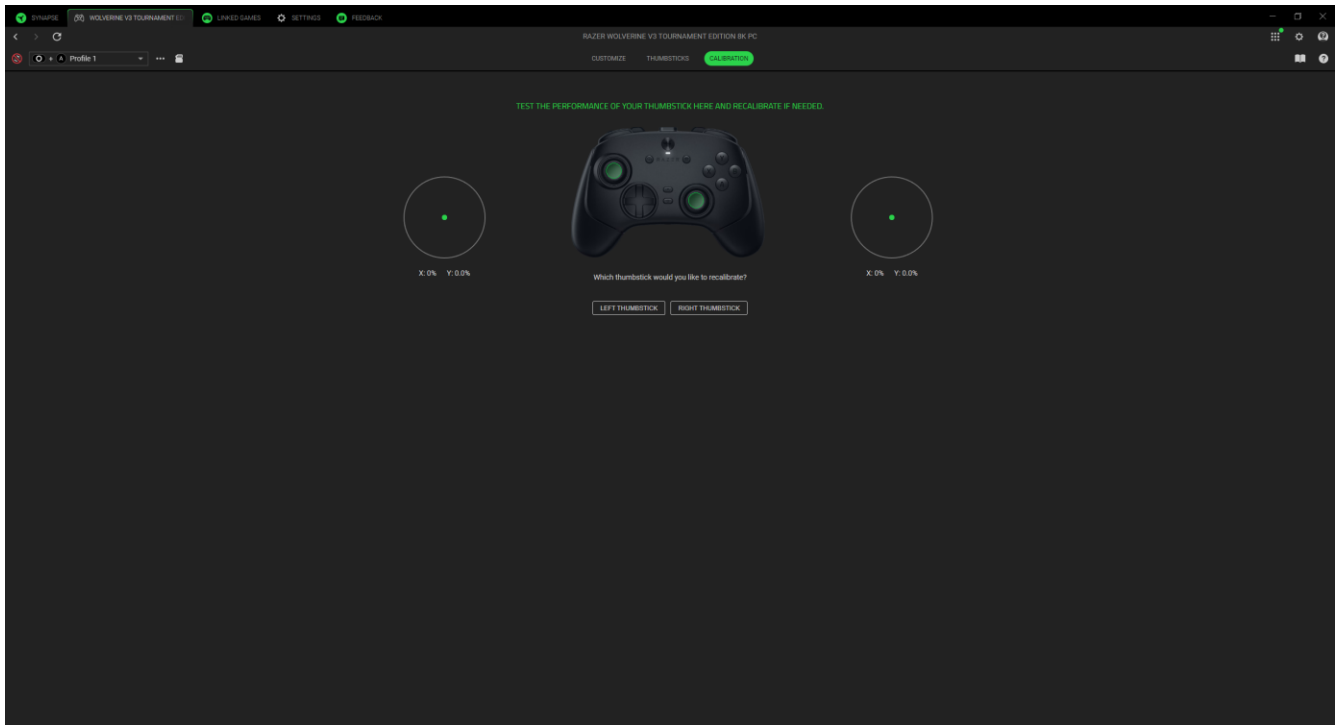 SYNAPSE WOLVERINE V3 TOURNAMENT EDI LINKED GAMES SETTINGS FEEDBACK
RAZER WOLVERINE V3 TOURNAMENT EDITION 8K PC
+ A Profile 1 CUSTOMIZE THUMBSTICKS CALIBRATION
TEST THE PERFORMANCE OF YOUR THUMBSTICK HERE AND RECALIBRATE IF NEEDED.
X: 0% Y: 0.0%
Which thumbstick would you like to recalibrate?
X: 0% Y: 0.0%
LEFT THUMBSTICK RIGHT THUMBSTICK